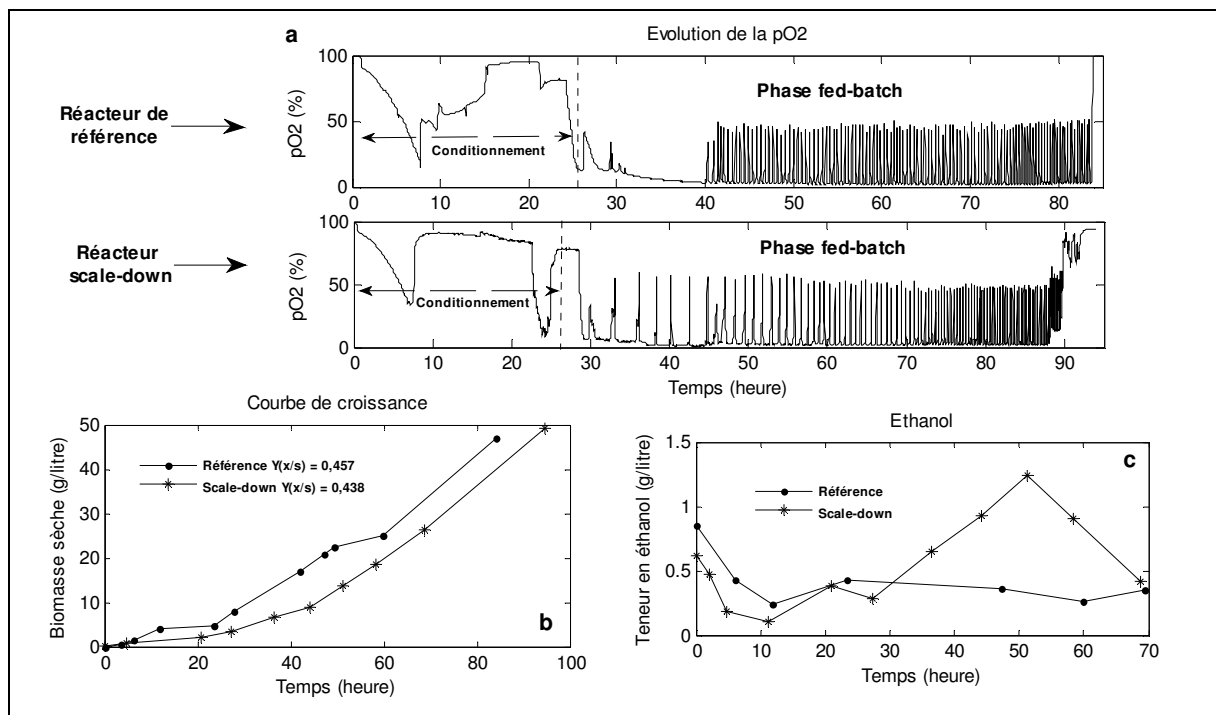 a
Evolution de la pO2
Réacteur de
référence
pO2 (%)
100
50
0
Phase fed-batch
Conditionnement
0 10 20 30 40 50 60 70 80
Réacteur
scale-down
pO2 (%)
100
50
0
Phase fed-batch
Conditionnement
0 10 20 30 40 50 60 70 80 90
Temps (heure)
Courbe de croissance
Biomasse sèche (g/litre)
50
40
30
20
10
0
Référence Y(x/s) = 0,457
Scale-down Y(x/s) = 0,438
b
0 20 40 60 80 100
Temps (heure)
Ethanol
Teneur en éthanol (g/litre)
1.5
1
0.5
0
c
Référence
Scale-down
0 10 20 30 40 50 60 70
Temps (heure)